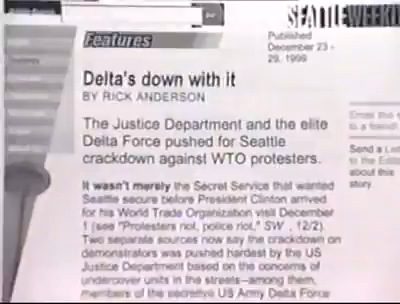 SEATTLEWEEKLY
Features
Published
December 23 -
29, 1999
Delta's down with it
BY RICK ANDERSON
The Justice Department and the elite
Delta Force pushed for Seattle
crackdown against WTO protesters.
Send a
to the
about this
story.
It wasn't merely the Secret Service that wanted
Seattle secure before President Clinton arrived
for his World Trade Organization visit December
1 (see "Protesters riot, police riot," SW , 12/2).
Two separate sources now say the crackdown on
demonstrators was pushed hardest by the US
Justice Department based on the concerns of
undercover units in the streets--among them,
members of the secretive US Army Delta Force